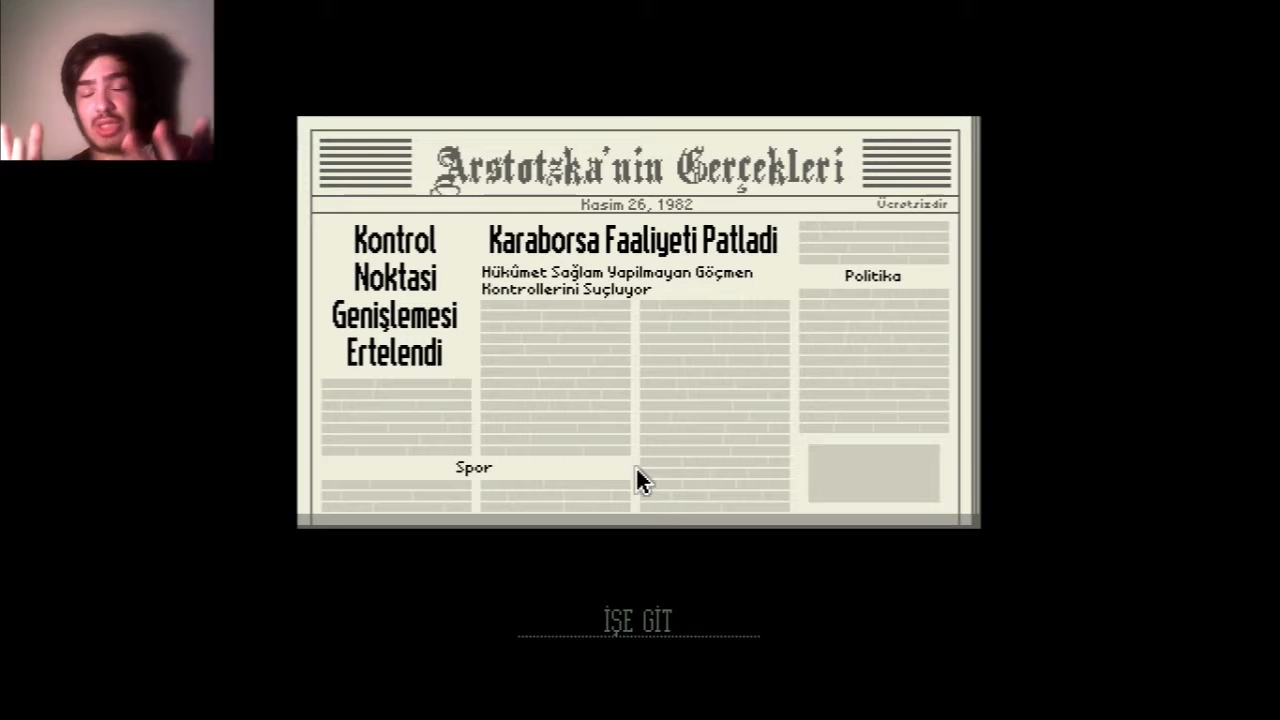 Arstotzka'nin Gerçekleri
Kasim 26, 1982
Ücretsizdir
Kontrol
Noktasi
Genişlemesi
Ertelendi
Karaborsa Faaliyeti Patladi
Hükûmet Sağlam Yapilmayan Göçmen
Kontrollerini Suçluyor
Politika
Spor
İŞE GİT